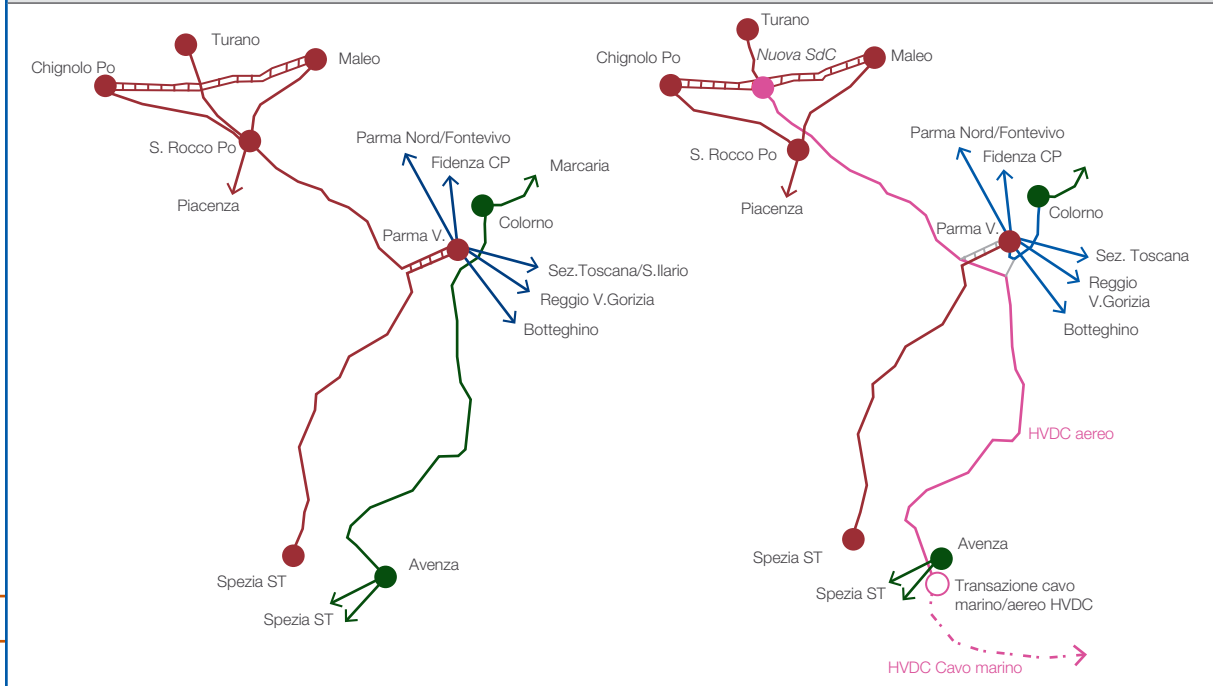 Turano
Chignolo Po
Maleo
S. Rocco Po
Piacenza
Parma Nord/Fontevivo
Fidenza CP
Marcaria
Colorno
Parma V.
Sez.Toscana/S.Ilario
Reggio V.Gorizia
Botteghino
Spezia ST
Avenza
Spezia ST
Turano
Nuova SdC
Chignolo Po
Maleo
S. Rocco Po
Piacenza
Parma Nord/Fontevivo
Fidenza CP
Colorno
Parma V.
Sez. Toscana
Reggio
V.Gorizia
Botteghino
HVDC aereo
Spezia ST
Avenza
Spezia ST
Transazione cavo
marino/aereo HVDC
HVDC Cavo marino